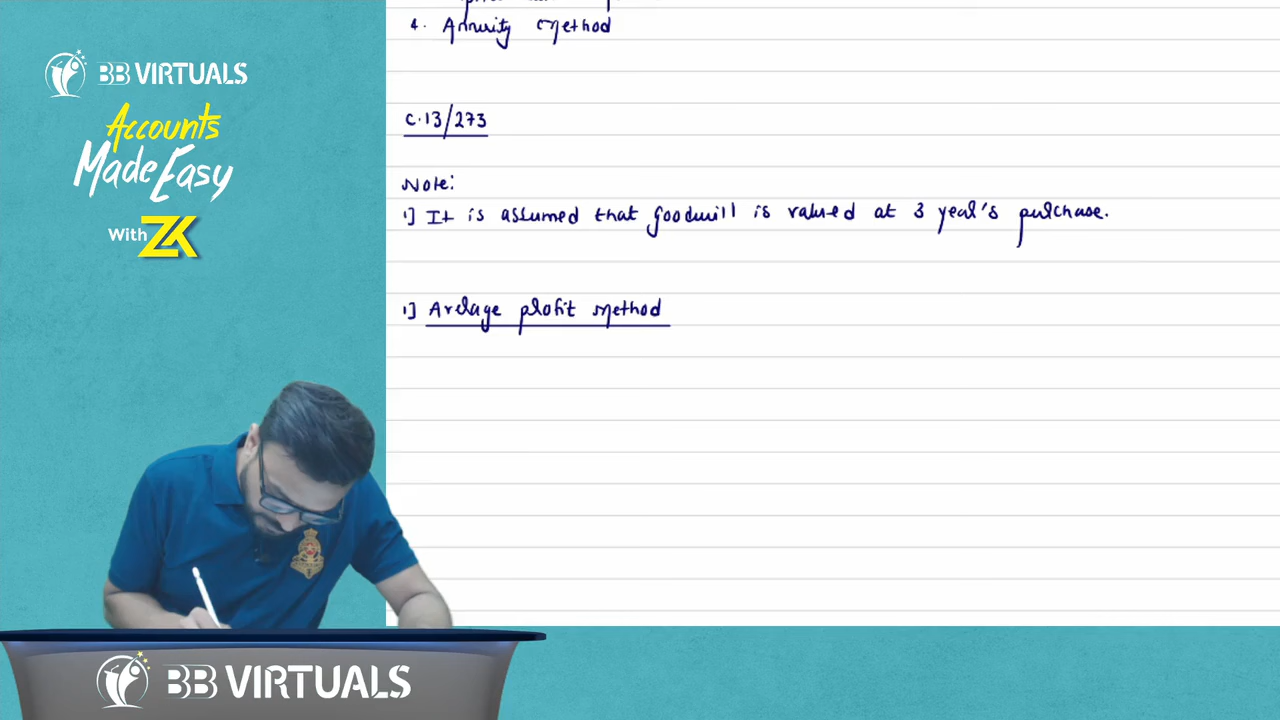 4. Annuity Method
BB VIRTUALS
Accounts
Made Easy
With ZK
C.13/273
Note:
1] It is assumed that goodwill is valued at 3 year's purchase.
1] Average profit Method
BB VIRTUALS